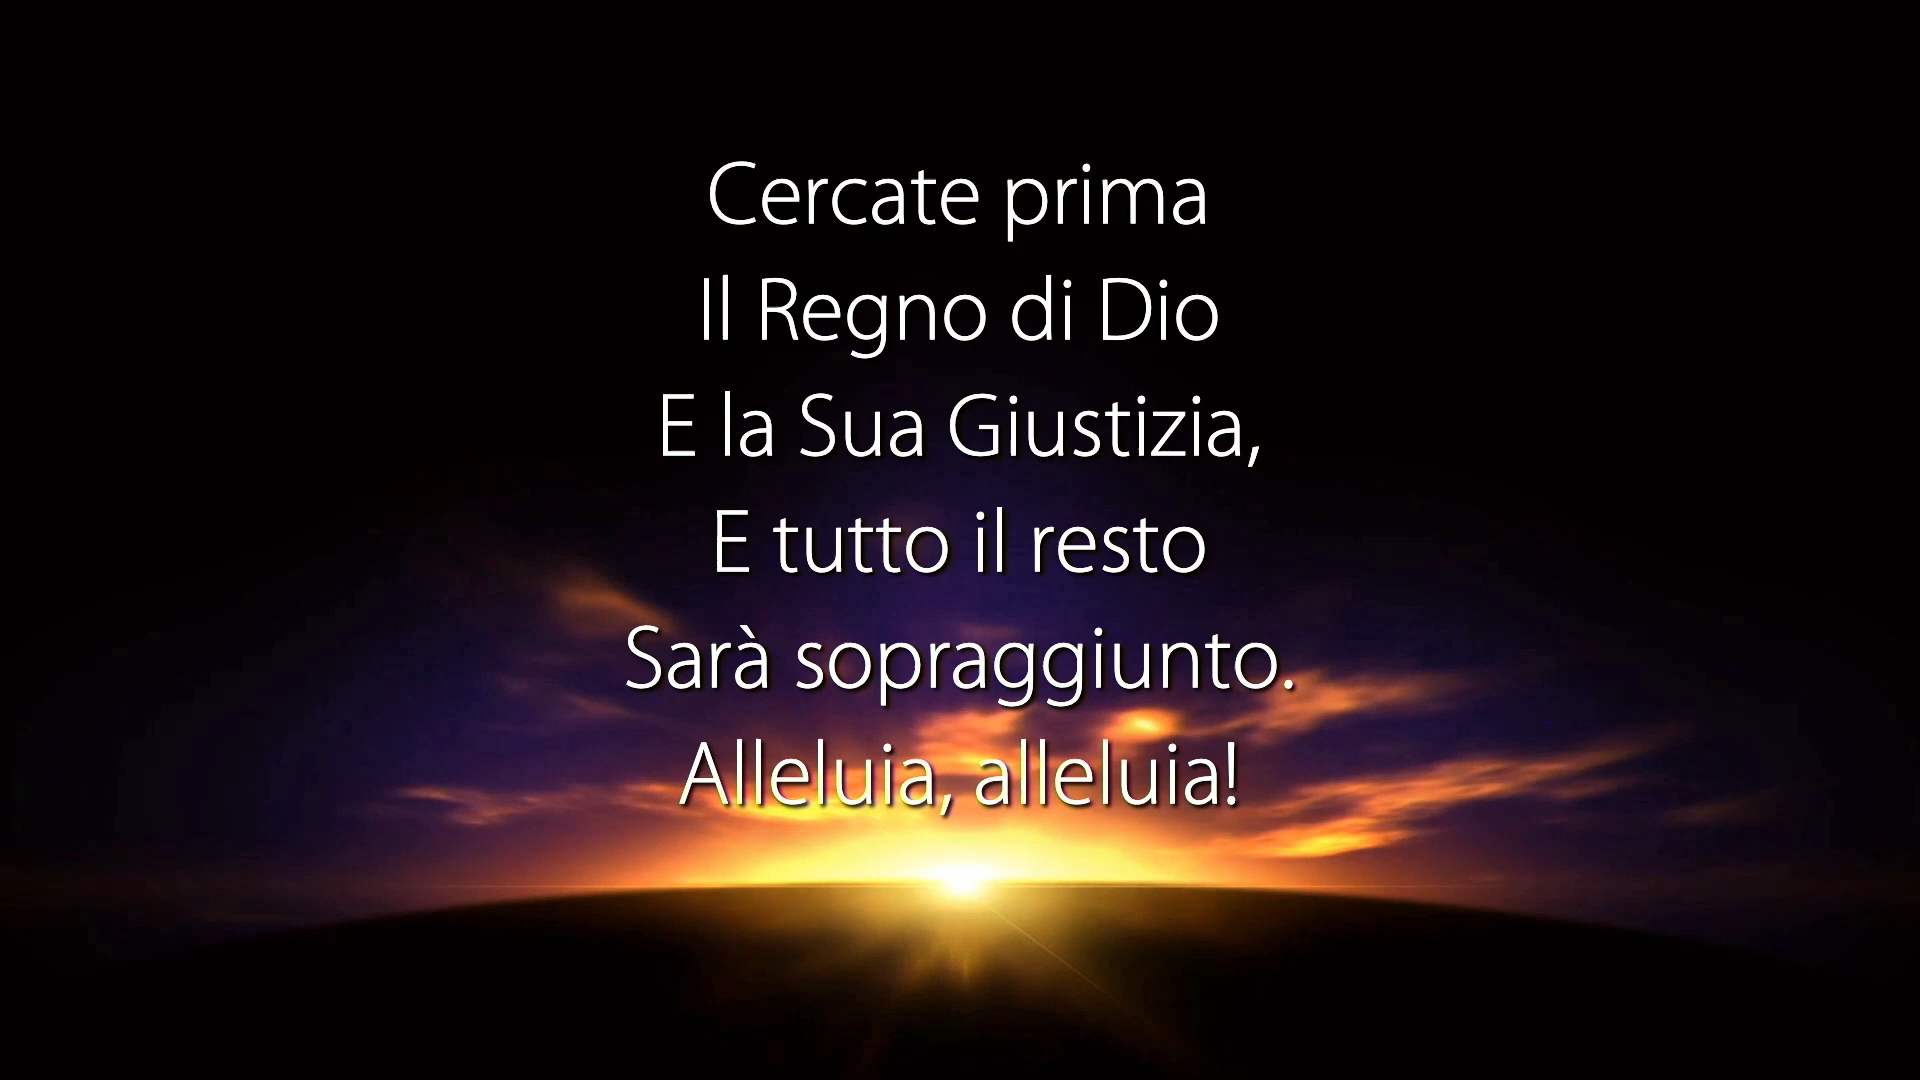 Cercate prima
Il Regno di Dio
E la Sua Giustizia,
E tutto il resto
Sarà sopraggiunto.
Alleluia, alleluia!